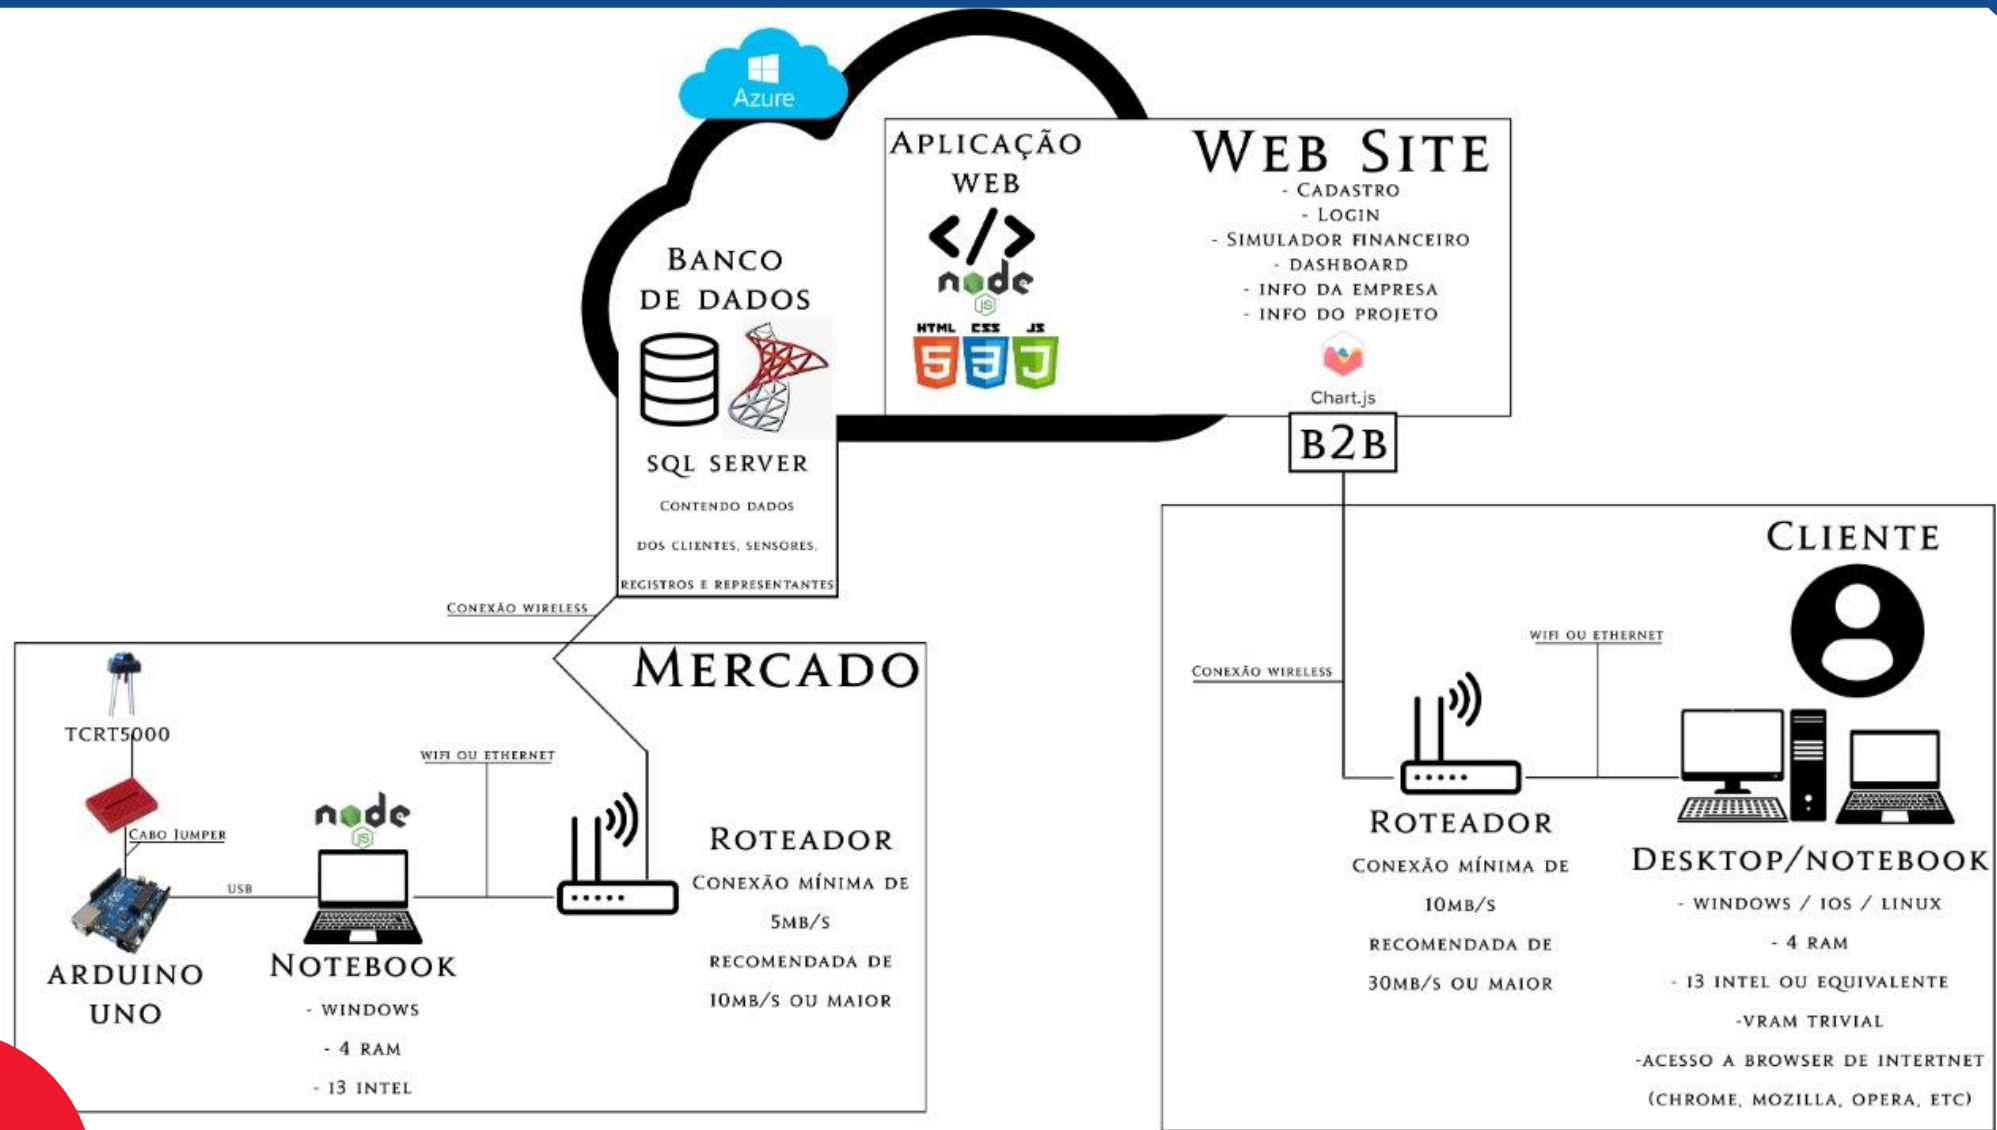 Azure
Aplicação
web
node
JS
HTML CSS JS
5 3 J
Web Site
- Cadastro
- Login
- Simulador financeiro
- dashboard
- info da empresa
- info do projeto
Chart.js
B2B
Banco
de dados
SQL server
Contendo dados
dos clientes, sensores,
registros e representantes
Conexão wireless
Mercado
TCRT5000
Cabo Jumper
Arduino
Uno
USB
node
JS
Notebook
- windows
- 4 RAM
- i3 Intel
wifi ou ethernet
Roteador
Conexão mínima de
5mb/s
recomendada de
10mb/s ou maior
Cliente
Conexão wireless
wifi ou ethernet
Roteador
Conexão mínima de
10mb/s
recomendada de
30mb/s ou maior
Desktop/notebook
- windows / ios / linux
- 4 RAM
- i3 intel ou equivalente
-vram trivial
-acesso a browser de intertnet
(chrome, mozilla, opera, etc)